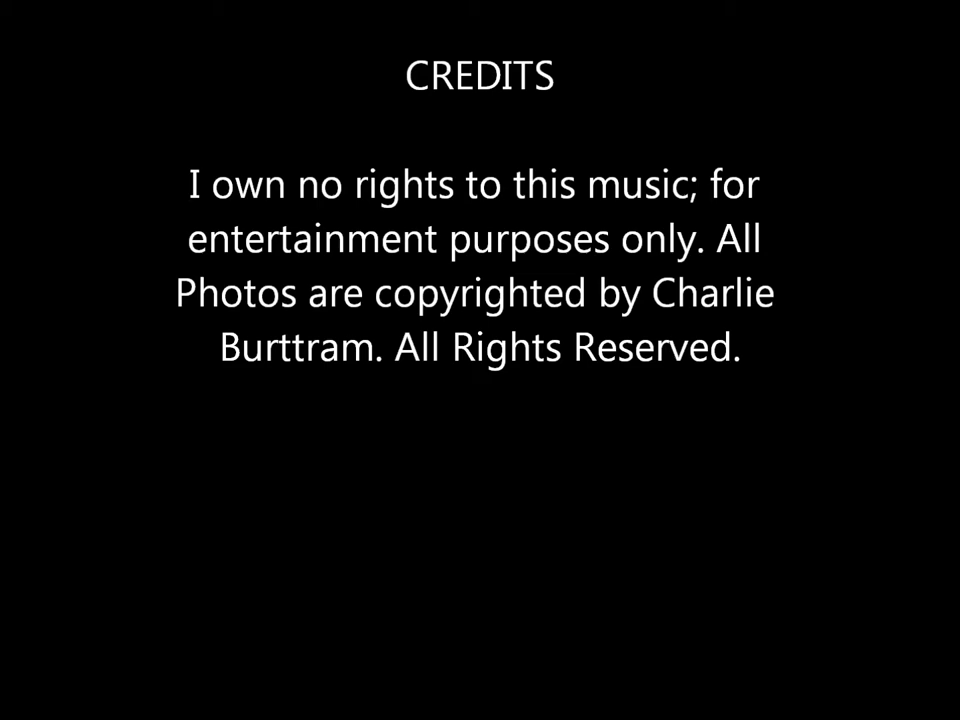 CREDITS
I own no rights to this music; for
entertainment purposes only. All
Photos are copyrighted by Charlie
Burttram. All Rights Reserved.